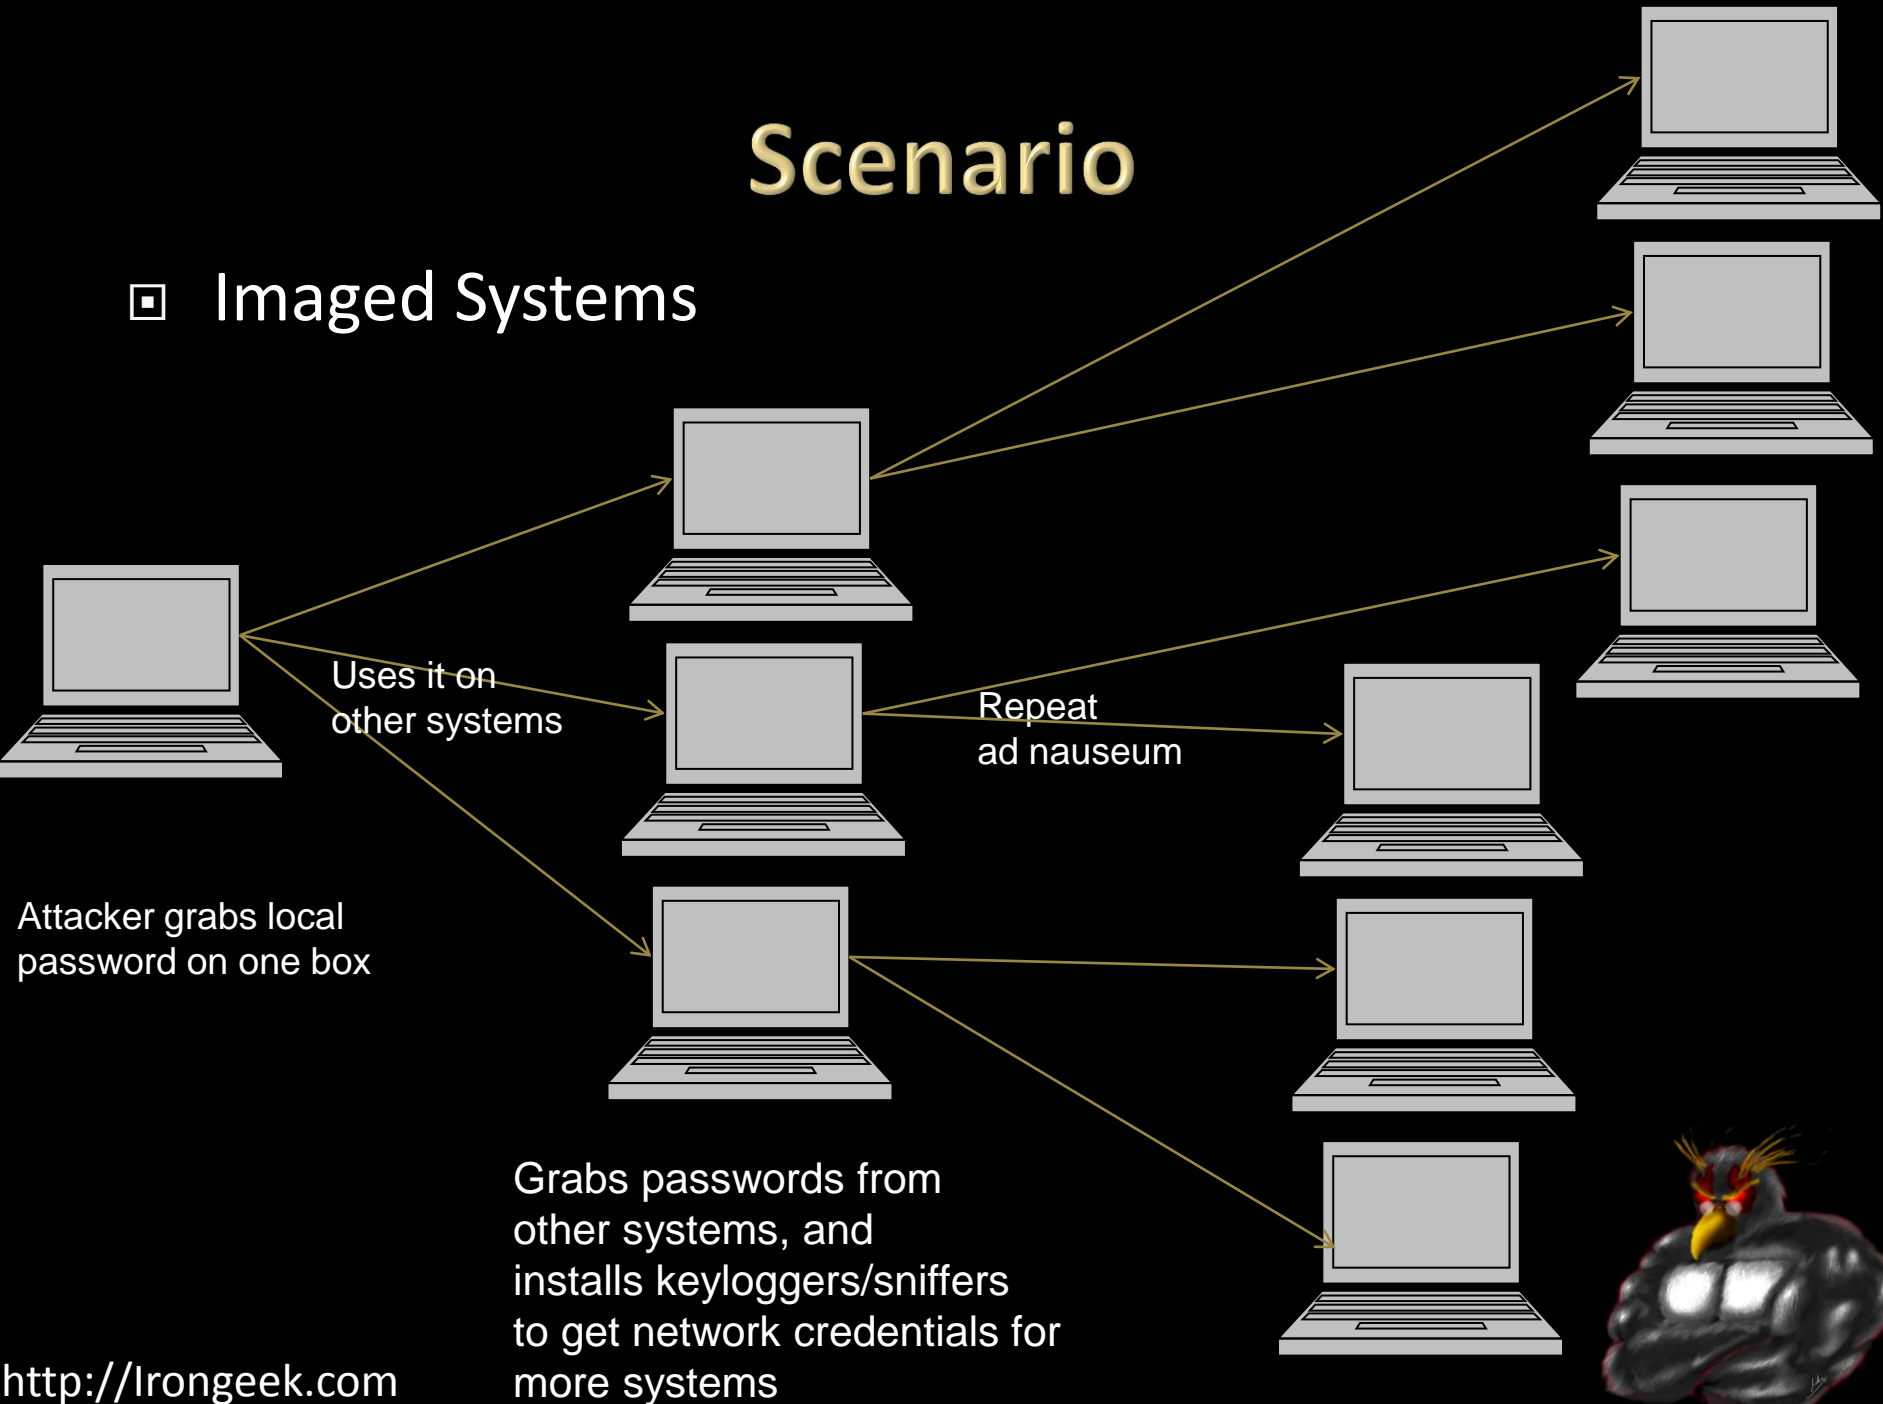 Scenario
Imaged Systems
Uses it on
other systems
Repeat
ad nauseum
Attacker grabs local
password on one box
Grabs passwords from
other systems, and
installs keyloggers/sniffers
to get network credentials for
more systems
http://Irongeek.com